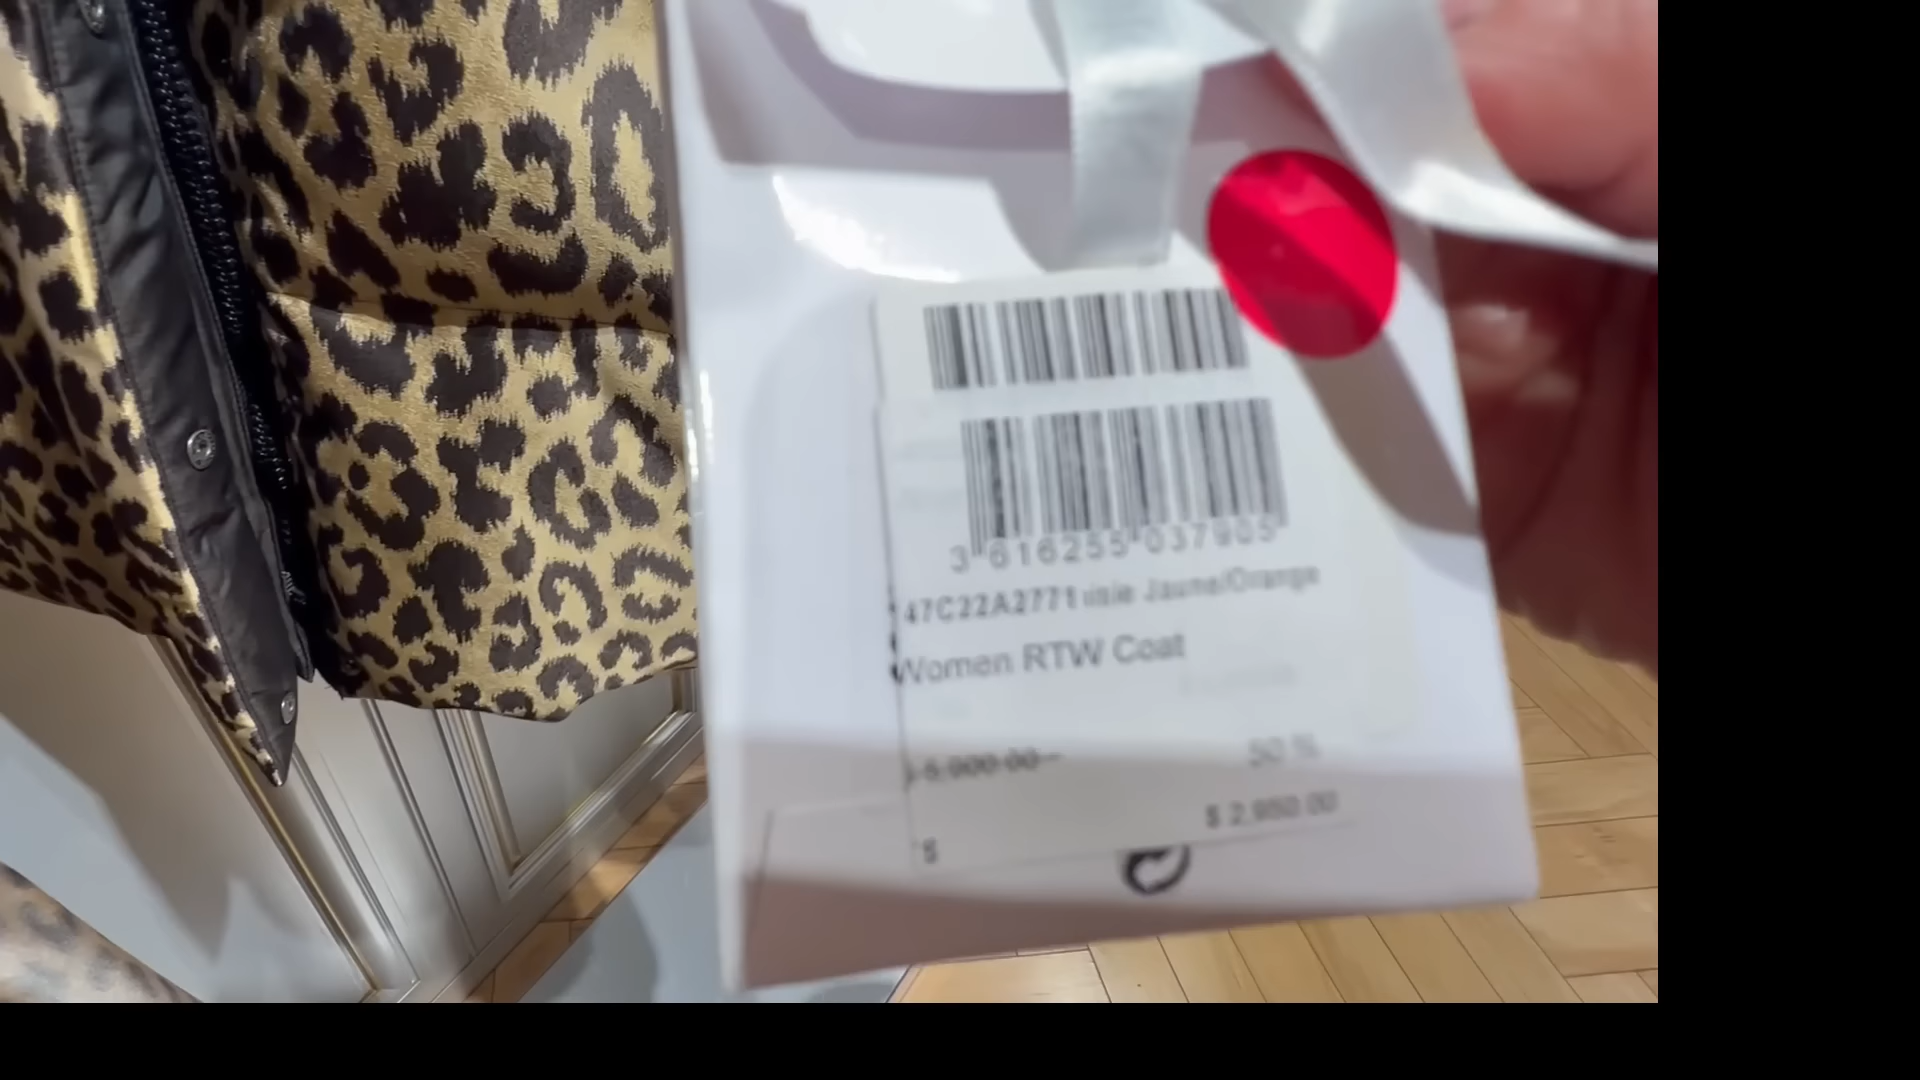 3 616255 037905
47C22A2771 Jaune/Orange
Women RTW Coat
50 %
$ 2,950.00
$